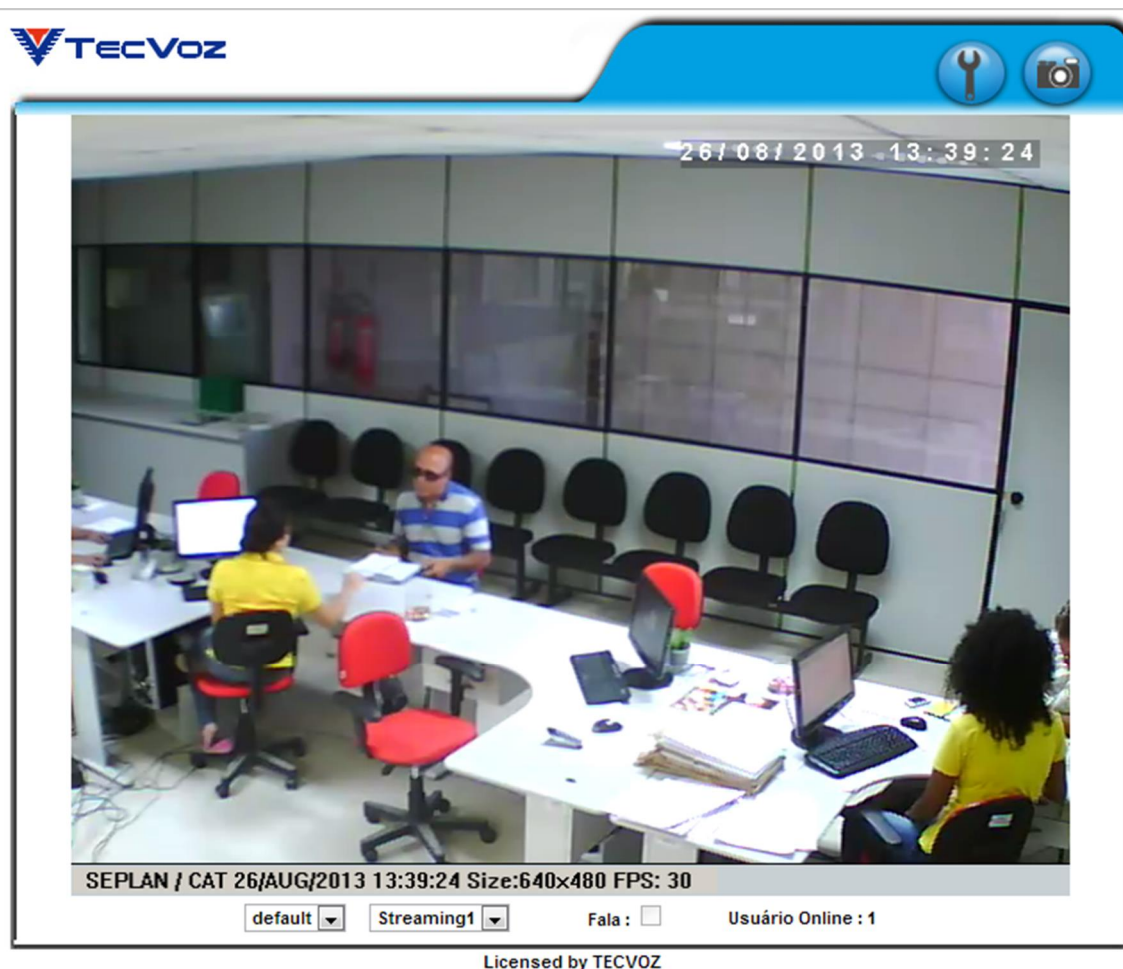 TECVOZ
26/08/2013 13:39:24
SEPLAN / CAT 26/AUG/2013 13:39:24 Size:640x480 FPS: 30
default Streaming1 Fala : Usuário Online : 1
Licensed by TECVOZ